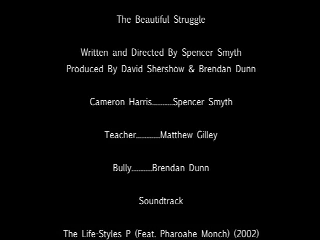 The Beautiful Struggle
Written and Directed By Spencer Smyth
Produced By David Shershow & Brendan Dunn
Cameron Harris............Spencer Smyth
Teacher.............Matthew Gilley
Bully...........Brendan Dunn
Soundtrack
The Life-Styles P (Feat. Pharoahe Monch) (2002)